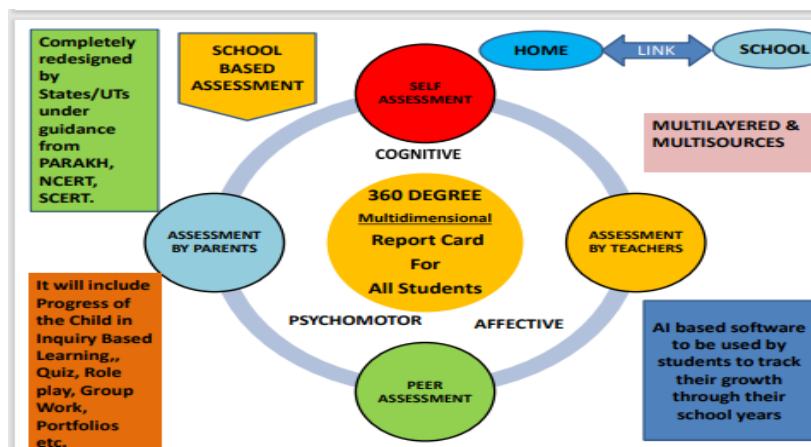 Completely
redesigned
by
States/UTs
under
guidance
from
PARAKH,
NCERT,
SCERT.
SCHOOL
BASED
ASSESSMENT
SELF
ASSESSMENT
HOME
LINK
SCHOOL
MULTILAYERED &
MULTISOURCES
COGNITIVE
360 DEGREE
Multidimensional
Report Card
For
All Students
ASSESSMENT
BY PARENTS
ASSESSMENT
BY TEACHERS
PSYCHOMOTOR
AFFECTIVE
PEER
ASSESSMENT
It will include
Progress of
the Child in
Inquiry Based
Learning,,
Quiz, Role
play, Group
Work,
Portfolios
etc.
AI based software
to be used by
students to track
their growth
through their
school years